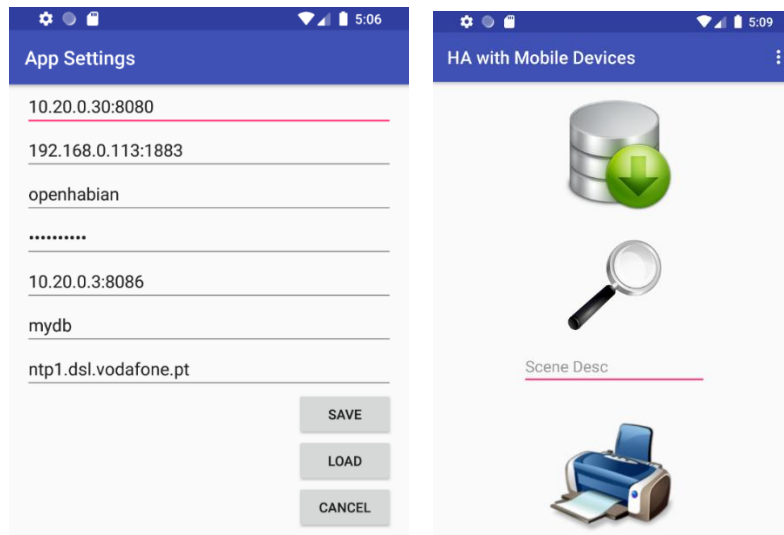 5:06
App Settings
10.20.0.30:8080
192.168.0.113:1883
openhabian
••••••••••
10.20.0.3:8086
mydb
ntp1.dsl.vodafone.pt
SAVE
LOAD
CANCEL
5:09
HA with Mobile Devices
Scene Desc